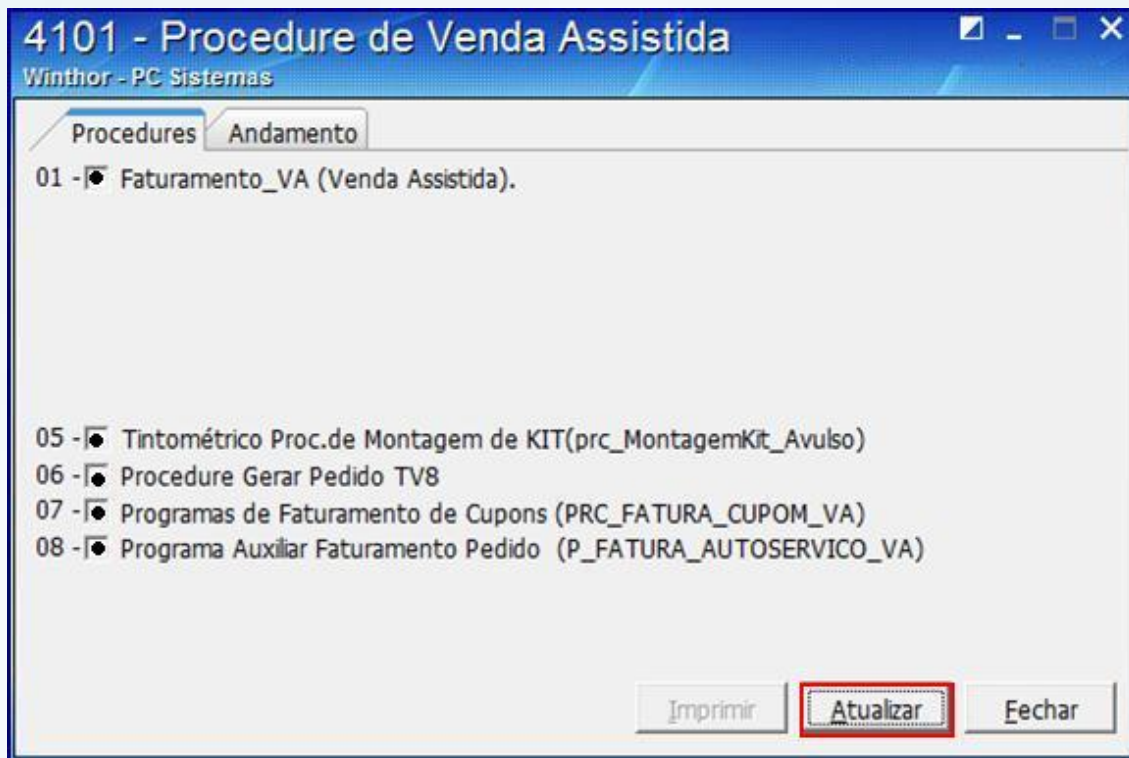 4101 - Procedure de Venda Assistida
Winthor - PC Sistemas
Procedures Andamento
01 - Faturamento_VA (Venda Assistida).
05 - Tintométrico Proc.de Montagem de KIT(prc_MontagemKit_Avulso)
06 - Procedure Gerar Pedido TV8
07 - Programas de Faturamento de Cupons (PRC_FATURA_CUPOM_VA)
08 - Programa Auxiliar Faturamento Pedido (P_FATURA_AUTOSERVICO_VA)
Imprimir Atualizar Fechar